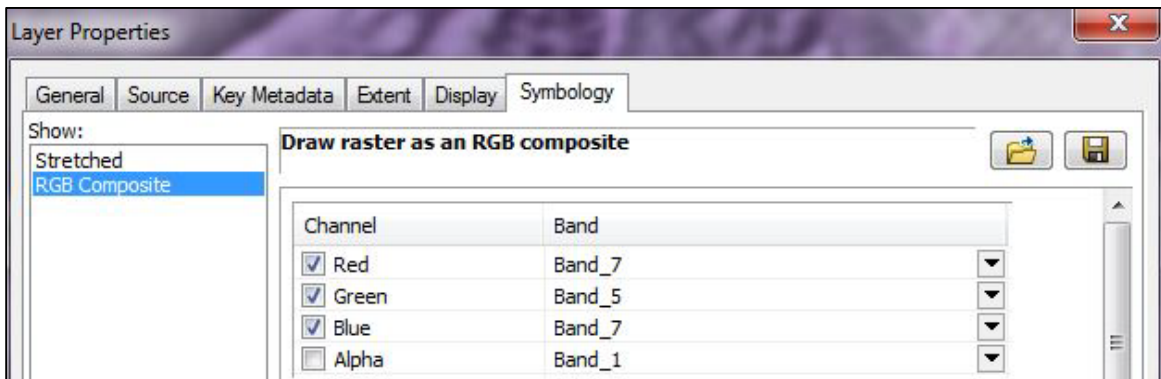 Layer Properties
General Source Key Metadata Extent Display Symbology
Show:
Stretched
RGB Composite
Draw raster as an RGB composite
Channel Band
Red Band_7
Green Band_5
Blue Band_7
Alpha Band_1